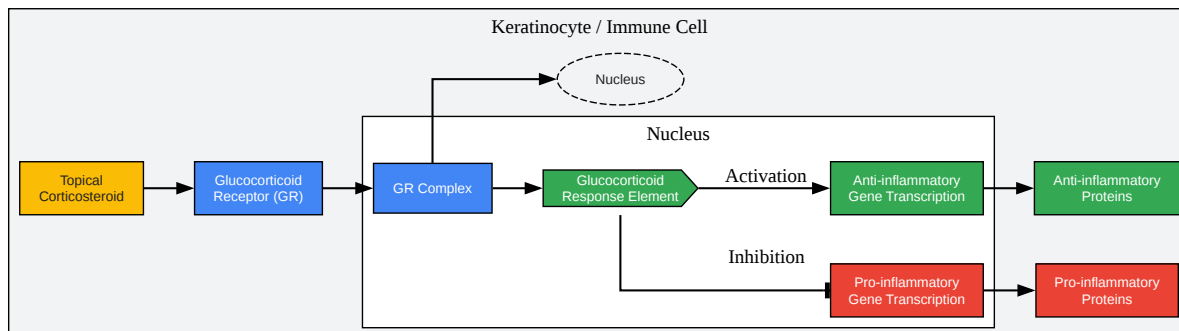 Keratinocyte / Immune Cell
Nucleus
Nucleus
Topical
Corticosteroid
Glucocorticoid
Receptor (GR)
GR Complex
Glucocorticoid
Response Element
Activation
Anti-inflammatory
Gene Transcription
Anti-inflammatory
Proteins
Inhibition
Pro-inflammatory
Gene Transcription
Pro-inflammatory
Proteins